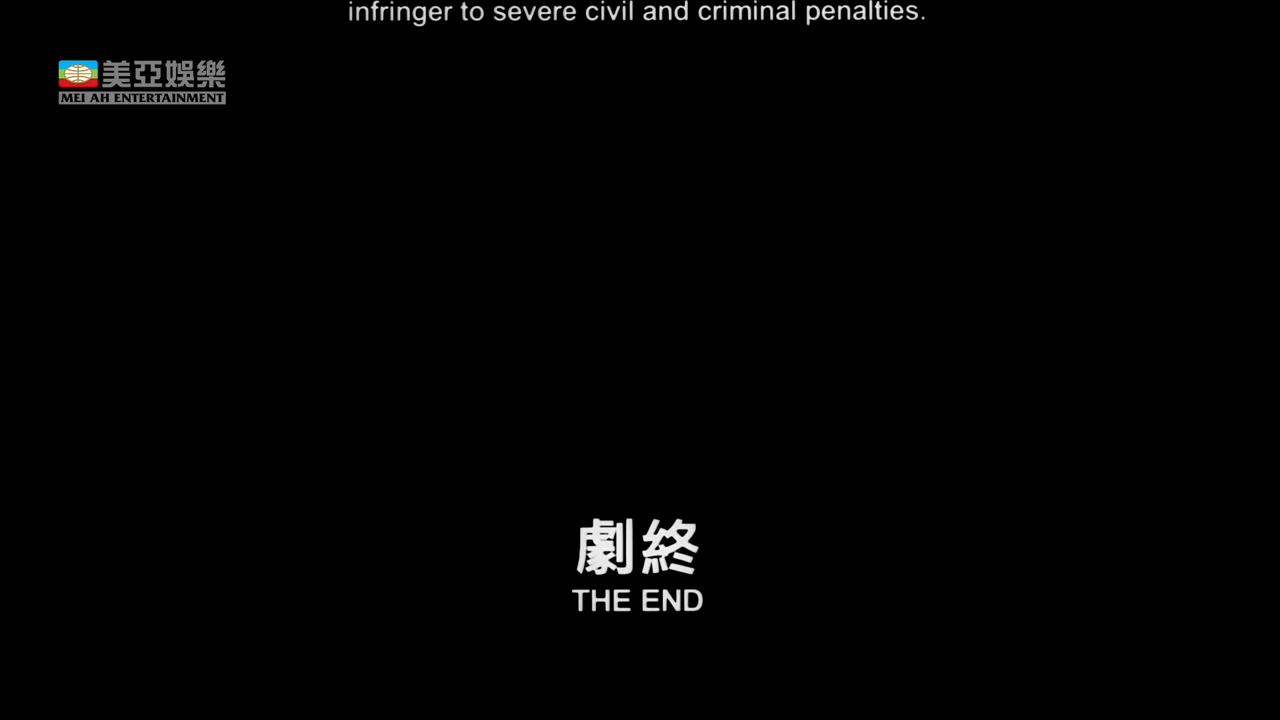 infringer to severe civil and criminal penalties.
美亞娛樂
MEI AH ENTERTAINMENT
劇終
THE END